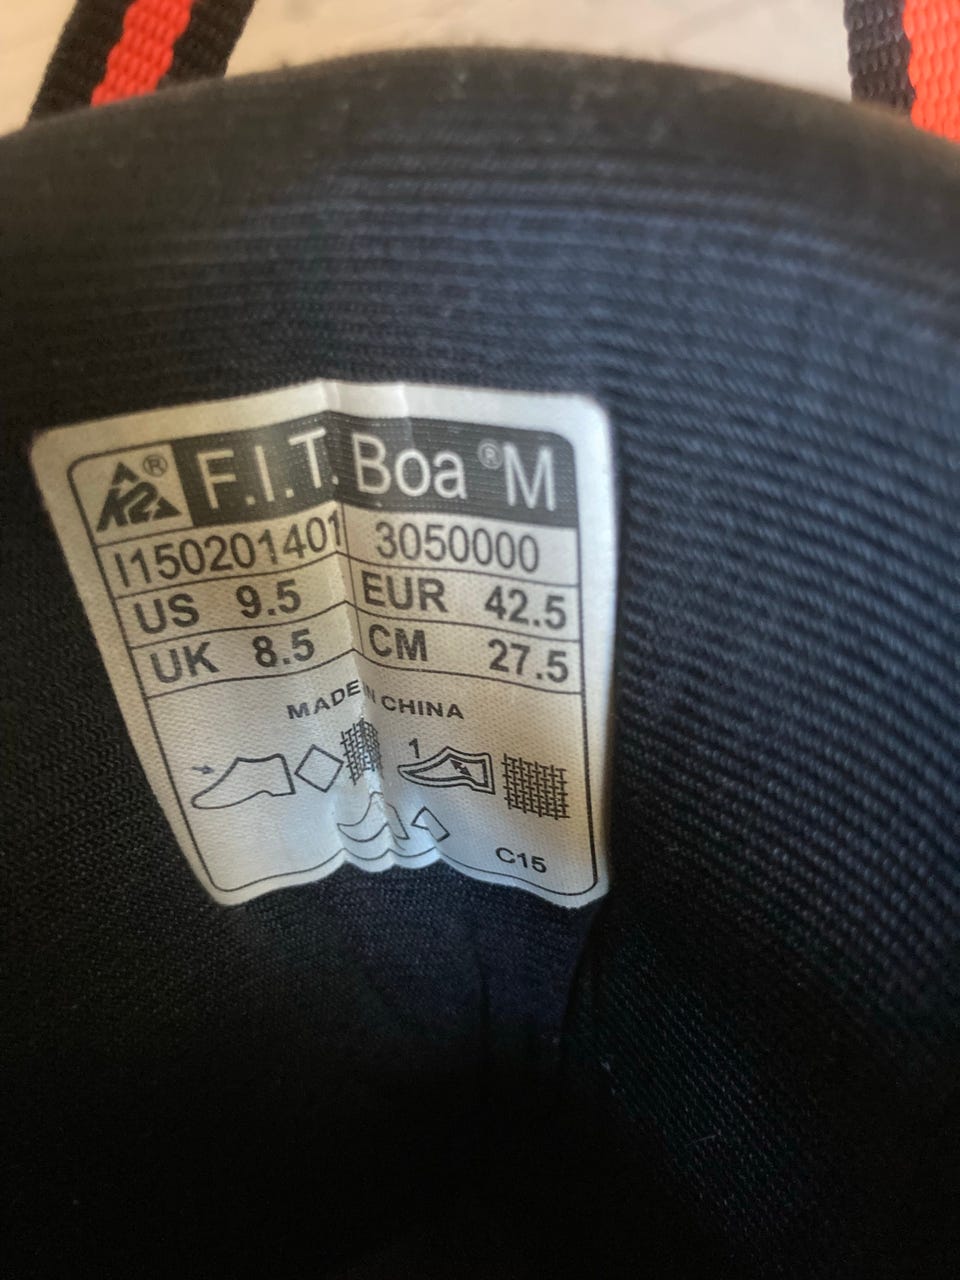 K2® F.I.T. Boa® M
I150201401 3050000
US 9.5 EUR 42.5
UK 8.5 CM 27.5
MADE IN CHINA
1
C15